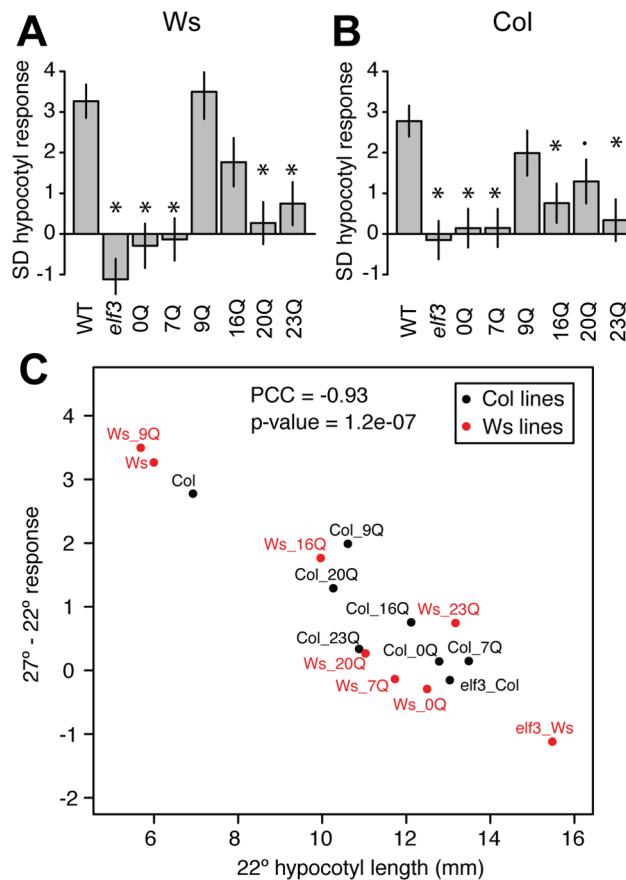 A
Ws
SD hypocotyl response
4
3
2
1
0
-1
*
*
*
*
*
WT
elf3
0Q
7Q
9Q
16Q
20Q
23Q
B
Col
SD hypocotyl response
4
3
2
1
0
-1
*
*
*
*
.
*
WT
elf3
0Q
7Q
9Q
16Q
20Q
23Q
C
PCC = -0.93
p-value = 1.2e-07
Col lines
Ws lines
27º - 22º response
4
3
2
1
0
-1
-2
Ws_9Q
Ws
Col
Col_9Q
Ws_16Q
Col_20Q
Col_16Q
Ws_23Q
Col_23Q
Col_0Q
Col_7Q
Ws_20Q
Ws_7Q
elf3_Col
Ws_0Q
elf3_Ws
6
8
10
12
14
16
22º hypocotyl length (mm)